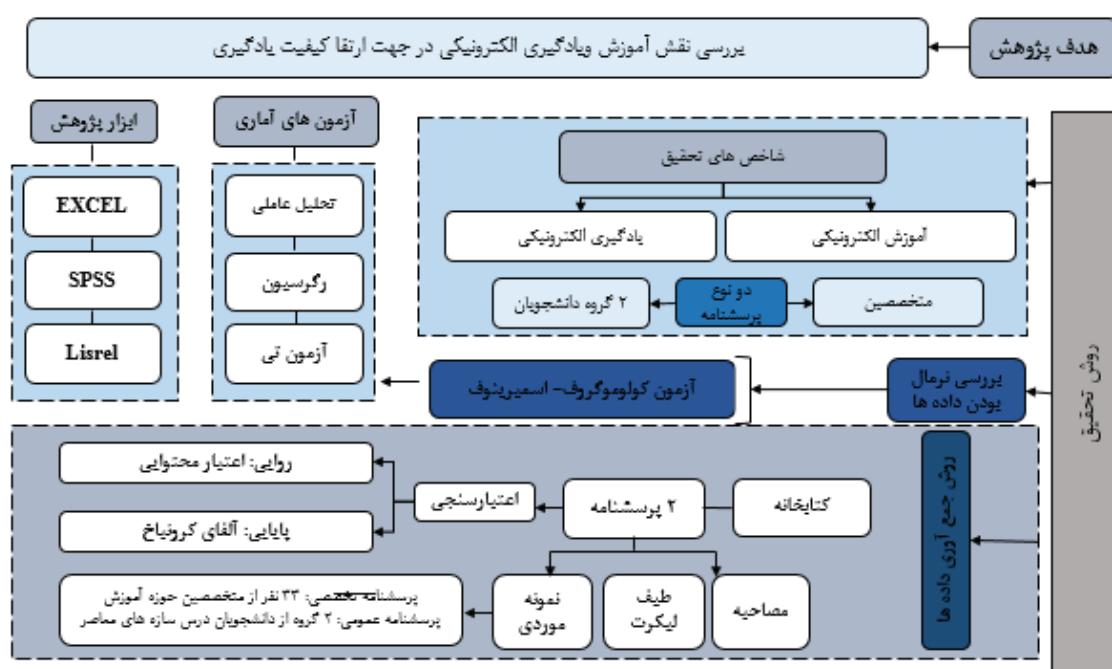 هدف پژوهش
بررسی نقش آموزش ویادگیری الکترونیکی در جهت ارتقا کیفیت یادگیری
روش تحقیق
شاخص های تحقیق
آموزش الکترونیکی
یادگیری الکترونیکی
متخصصین
دو نوع
پرسشنامه
۲ گروه دانشجویان
آزمون های آماری
تحلیل عاملی
رگرسیون
آزمون تی
ابزار پژوهش
EXCEL
SPSS
Lisrel
بررسی نرمال
بودن داده ها
آزمون کولوموگروف- اسمیرینوف
روش جمع آوری داده ها
کتابخانه
۲ پرسشنامه
اعتبارسنجی
روایی: اعتبار محتوایی
پایایی: آلفای کرونباخ
مصاحبه
طیف
لیکرت
نمونه
موردی
پرسشنامه تخصصی: ۳۳ نفر از متخصصین حوزه آموزش
پرسشنامه عمومی: ۲ گروه از دانشجویان درس سازه های معاصر